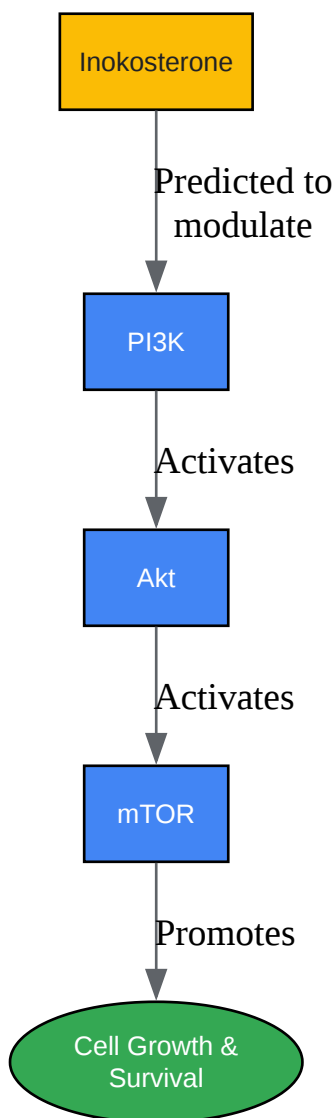 Inokosterone
Predicted to
modulate
PI3K
Activates
Akt
Activates
mTOR
Promotes
Cell Growth &
Survival